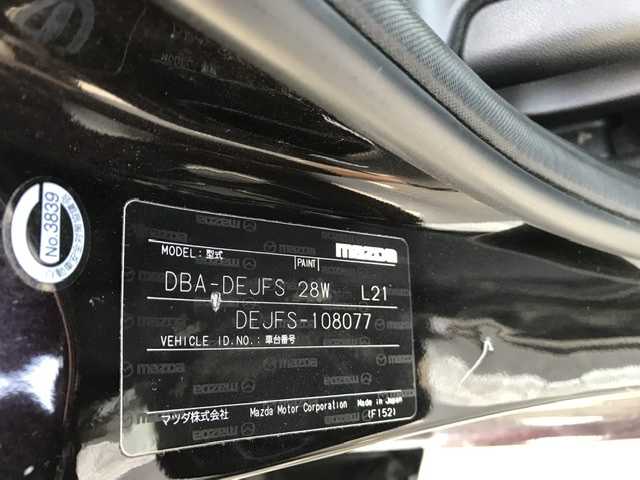 No.3839
MODEL: 型式
PAINT
mazda
DBA-DEJFS 28W L21
DEJFS-108077
VEHICLE ID.NO.: 車台番号
マツダ株式会社 Mazda Motor Corporation Made in Japan
(F152)